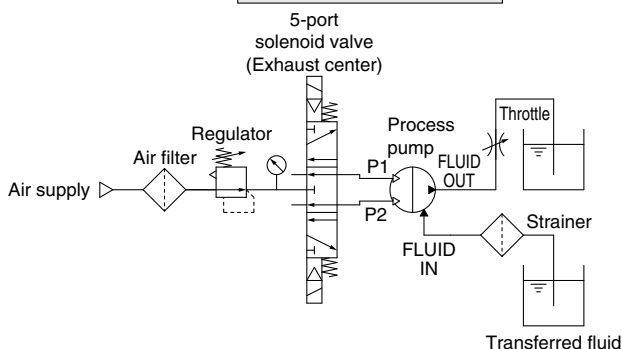 5-port
solenoid valve
(Exhaust center)
Regulator
Air filter
Air supply
Process
pump
P1
P2
FLUID
OUT
FLUID
IN
Throttle
Strainer
Transferred fluid